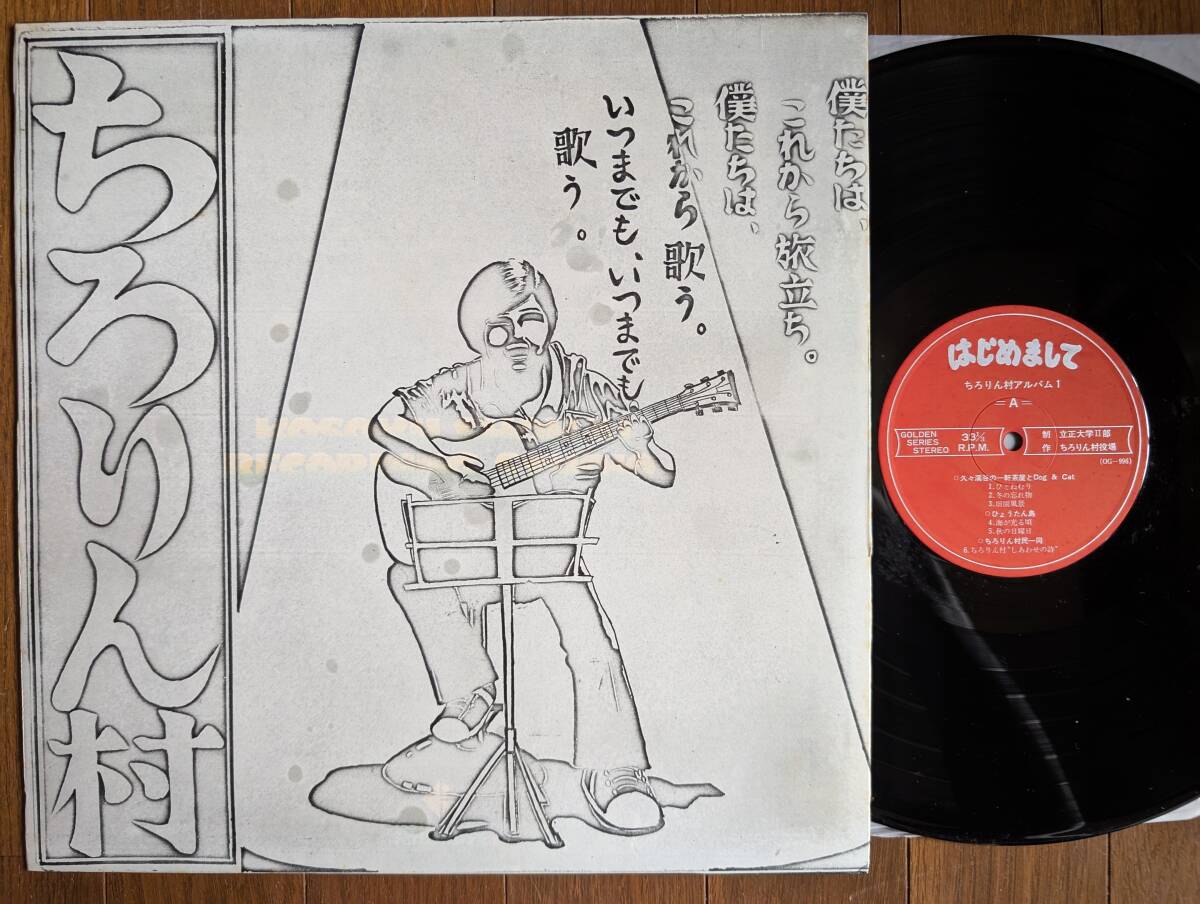 ちろりん村
僕たちは、
これから旅立ち。
僕たちは、
これから歌う。
いつまでも、いつまでも
歌う。
はじめまして
ちろりん村アルバム1
=A=
GOLDEN
SERIES
STEREO
33 1/3
R.P.M.
制 立正大学II部
作 ちろりん村役場
(OG-996)
○久々渓谷の一軒茶屋とDog & Cat
1.ひとねむり
2.冬の忘れ物
3.田園風景
○ひょうたん島
4.海が光る頃
5.秋の日曜日
○ちろりん村民一同
6.ちろりん村"しあわせの詩"